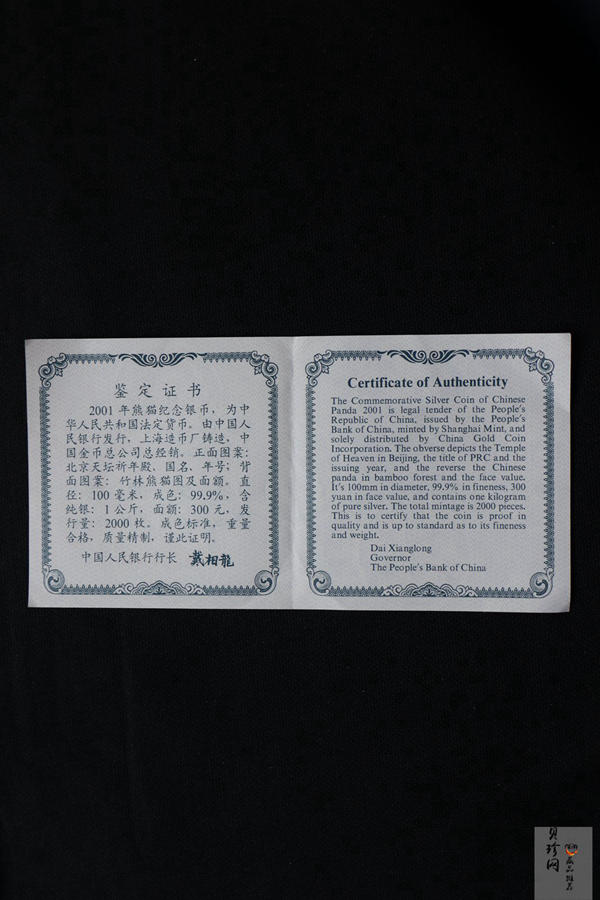 鉴定证书
2001年熊猫纪念银币，为中
华人民共和国法定货币。由中国人
民银行发行，上海造币厂铸造，中
国金币总公司总经销。正面图案：
北京天坛祈年殿、国名、年号；背
面图案：竹林熊猫图及面额。直
径：100毫米，成色：99.9%，含
纯银：1公斤，面额：300元，发
行量：2000枚。成色标准，重量
合格，质量精制，谨此证明。
中国人民银行行长 戴相龍
Certificate of Authenticity
The Commemorative Silver Coin of Chinese
Panda 2001 is legal tender of the People's
Republic of China, issued by the People's
Bank of China, minted by Shanghai Mint, and
solely distributed by China Gold Coin
Incorporation. The obverse depicts the Temple
of Heaven in Beijing, the title of PRC and the
issuing year, and the reverse the Chinese
panda in bamboo forest and the face value.
It's 100mm in diameter, 99.9% in fineness, 300
yuan in face value, and contains one kilogram
of pure silver. The total mintage is 2000 pieces.
This is to certify that the coin is proof in
quality and is up to standard as to its fineness
and weight.
Dai Xianglong
Governor
The People's Bank of China
贝珍网
藏品推荐